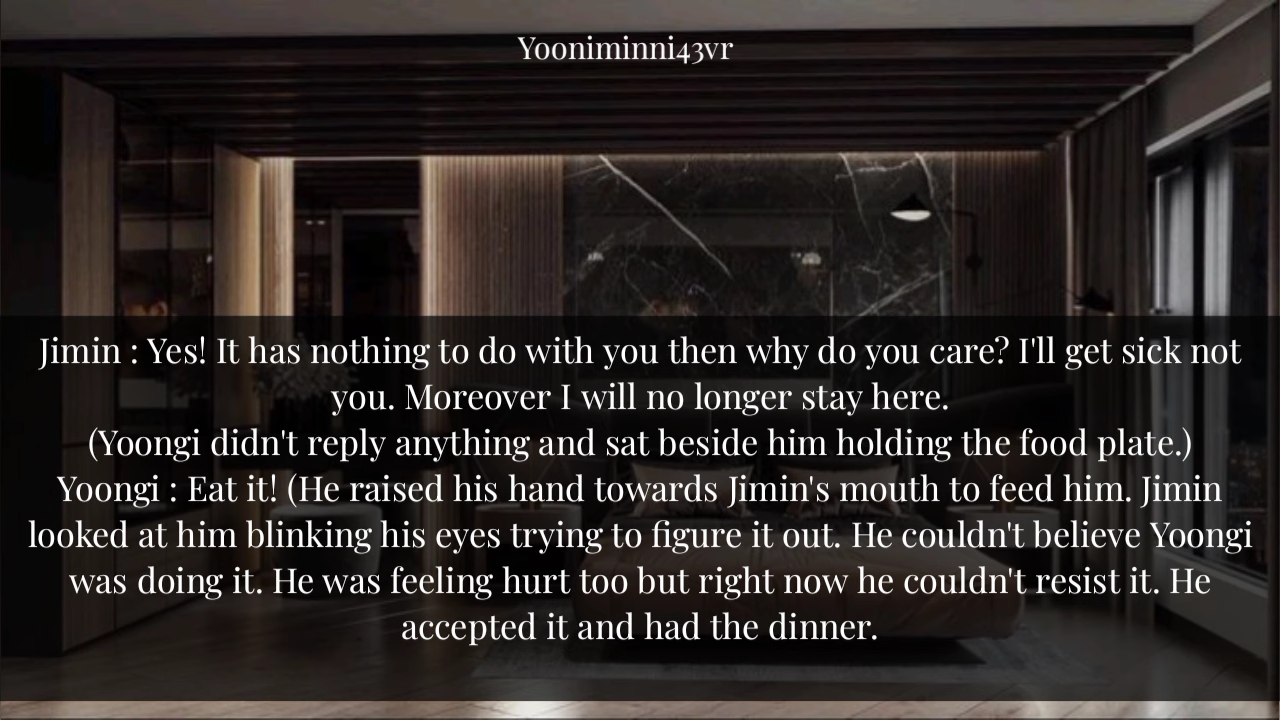 Yooniminni43vr
Jimin : Yes! It has nothing to do with you then why do you care? I'll get sick not
you. Moreover I will no longer stay here.
(Yoongi didn't reply anything and sat beside him holding the food plate.)
Yoongi : Eat it! (He raised his hand towards Jimin's mouth to feed him. Jimin
looked at him blinking his eyes trying to figure it out. He couldn't believe Yoongi
was doing it. He was feeling hurt too but right now he couldn't resist it. He
accepted it and had the dinner.